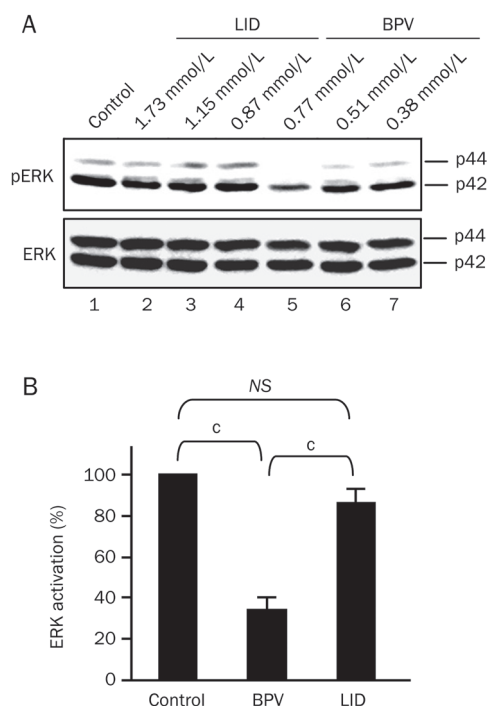 A
LID BPV
Control 1.73 mmol/L 1.15 mmol/L 0.87 mmol/L 0.77 mmol/L 0.51 mmol/L 0.38 mmol/L
pERK p44
p42
ERK p44
p42
1 2 3 4 5 6 7
B
NS
c c
ERK activation (%)
100
80
60
40
20
0
Control BPV LID